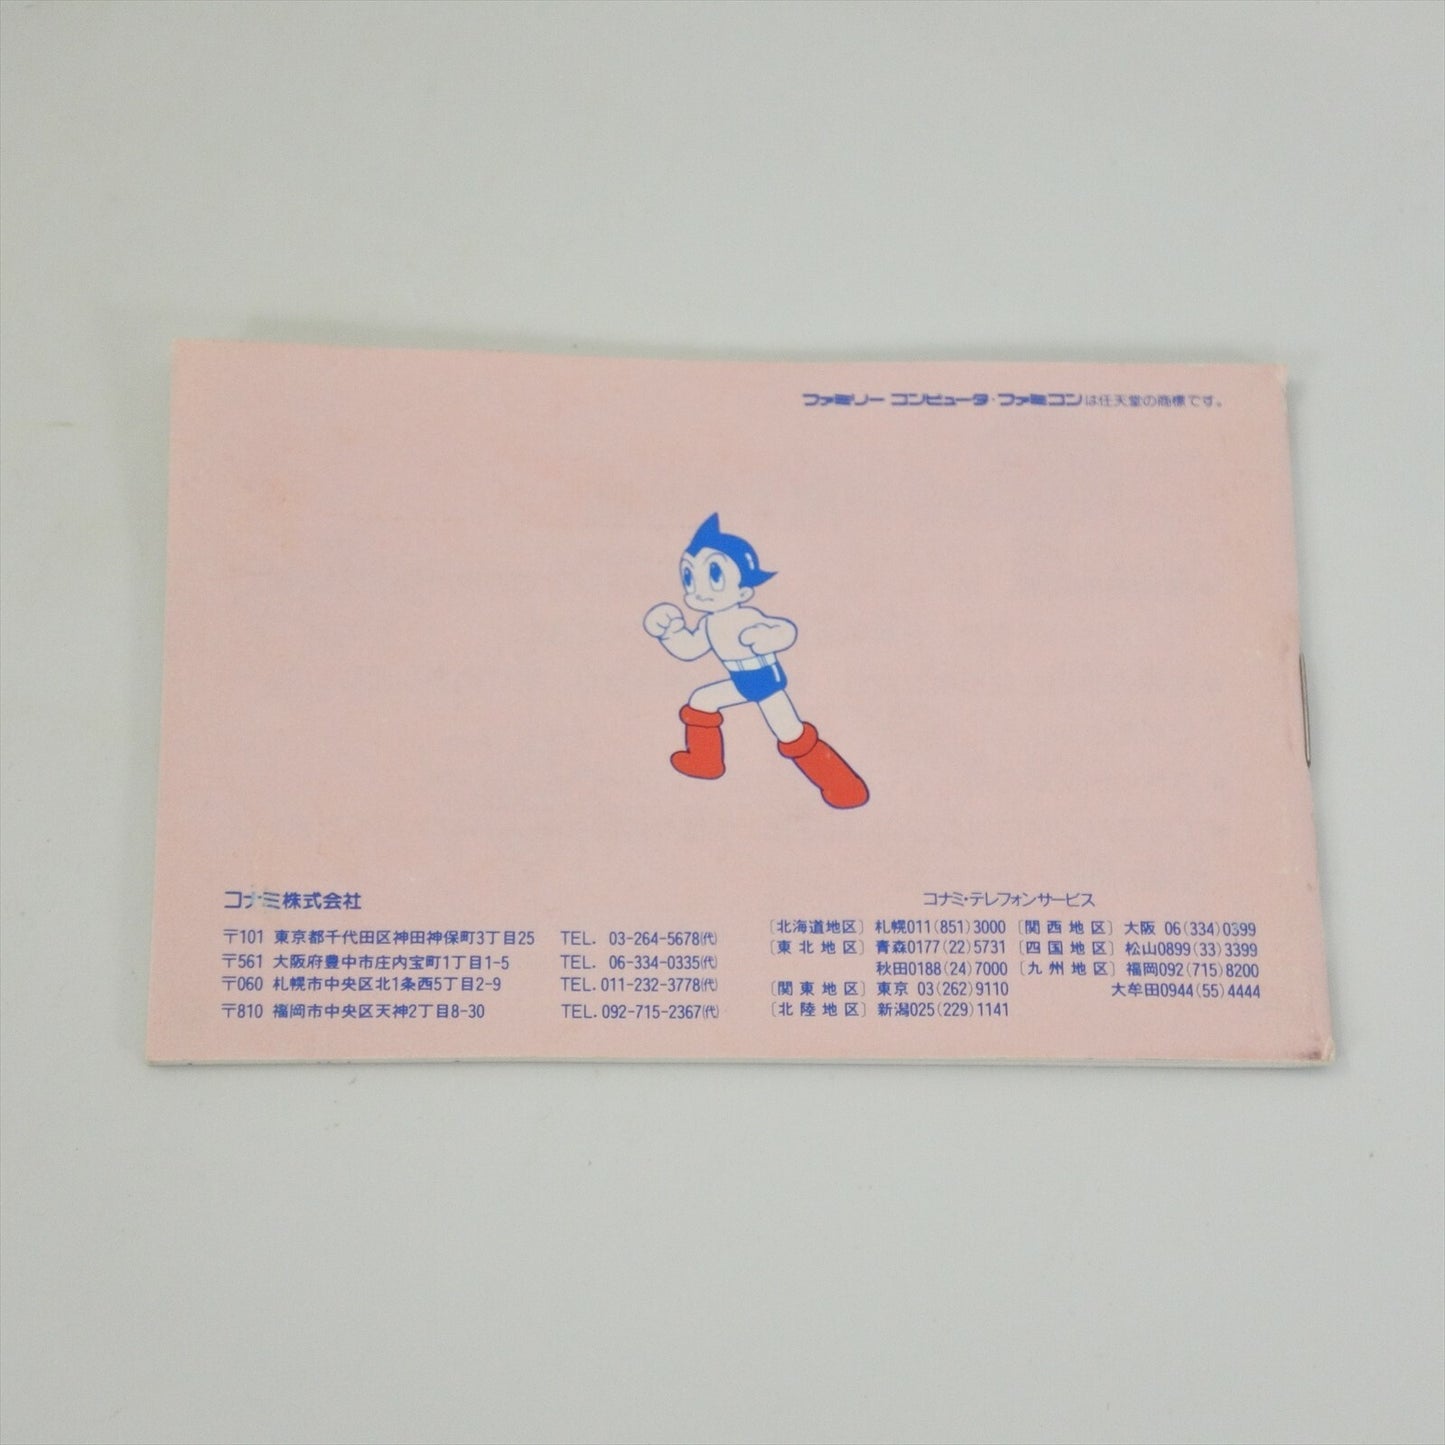 ファミリー コンピュータ・ファミコンは任天堂の商標です。
コナミ株式会社
〒101 東京都千代田区神田神保町3丁目25 TEL. 03-264-5678㈹
〒561 大阪府豊中市庄内宝町1丁目1-5 TEL. 06-334-0335㈹
〒060 札幌市中央区北1条西5丁目2-9 TEL. 011-232-3778㈹
〒810 福岡市中央区天神2丁目8-30 TEL. 092-715-2367㈹
コナミ・テレフォンサービス
〔北海道地区〕 札幌011(851)3000 〔関西地区〕 大阪 06(334)0399
〔東北地区〕 青森0177(22)5731 〔四国地区〕 松山0899(33)3399
秋田0188(24)7000 〔九州地区〕 福岡092(715)8200
〔関東地区〕 東京 03(262)9110 大牟田0944(55)4444
〔北陸地区〕 新潟025(229)1141